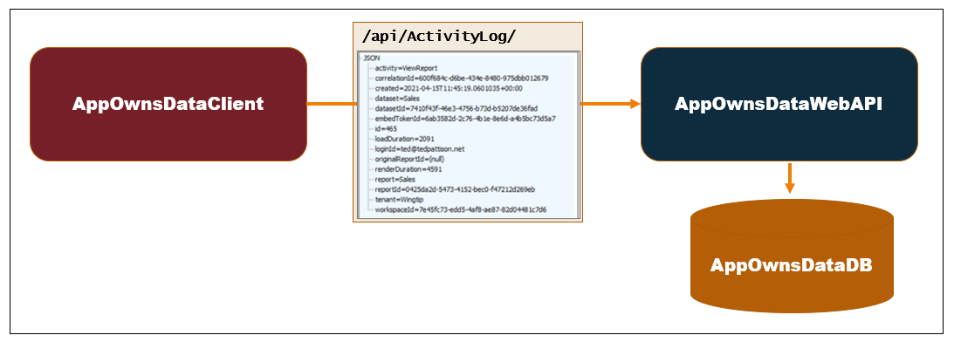 /api/ActivityLog/
JSON
activity=ViewReport
correlationId=600f684c-d6be-434e-8480-975dbb012679
created=2021-04-15T11:45:19.0601035+00:00
dataset=Sales
datasetId=7410f43f-46e3-4756-b73d-b5207de36fad
embedTokenId=6ab3582d-2c76-4b1e-8e6d-a4b5bc73d5a7
id=465
loadDuration=2091
loginId=ted@tedpattison.net
originalReportId=(null)
renderDuration=4591
report=Sales
reportId=0425da2d-5473-4152-bec0-f47212d269eb
tenant=Wingtip
workspaceId=7e45fc73-edd5-4af8-ae87-82d04481c7d6
AppOwnsDataClient
AppOwnsDataWebAPI
AppOwnsDataDB